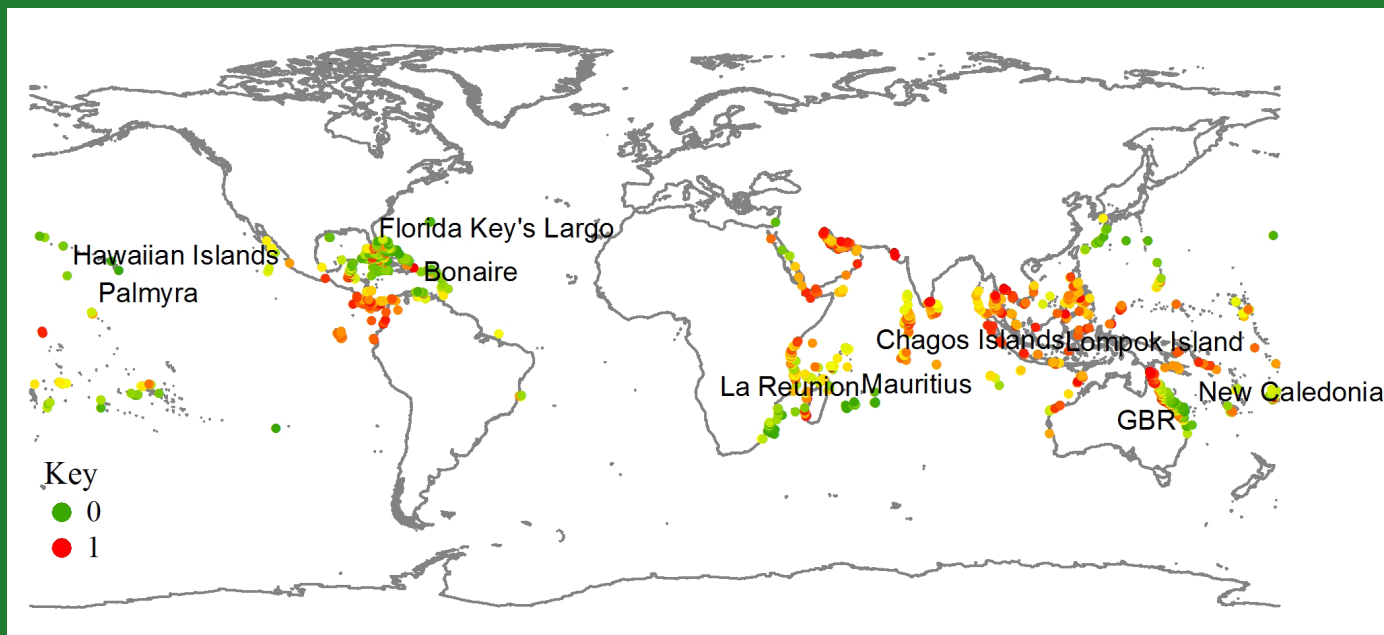 Florida Key's Largo
Hawaiian Islands
Bonaire
Palmyra
Chagos Islands
Lompok Island
La Reunion
Mauritius
New Caledonia
GBR
Key
0
1